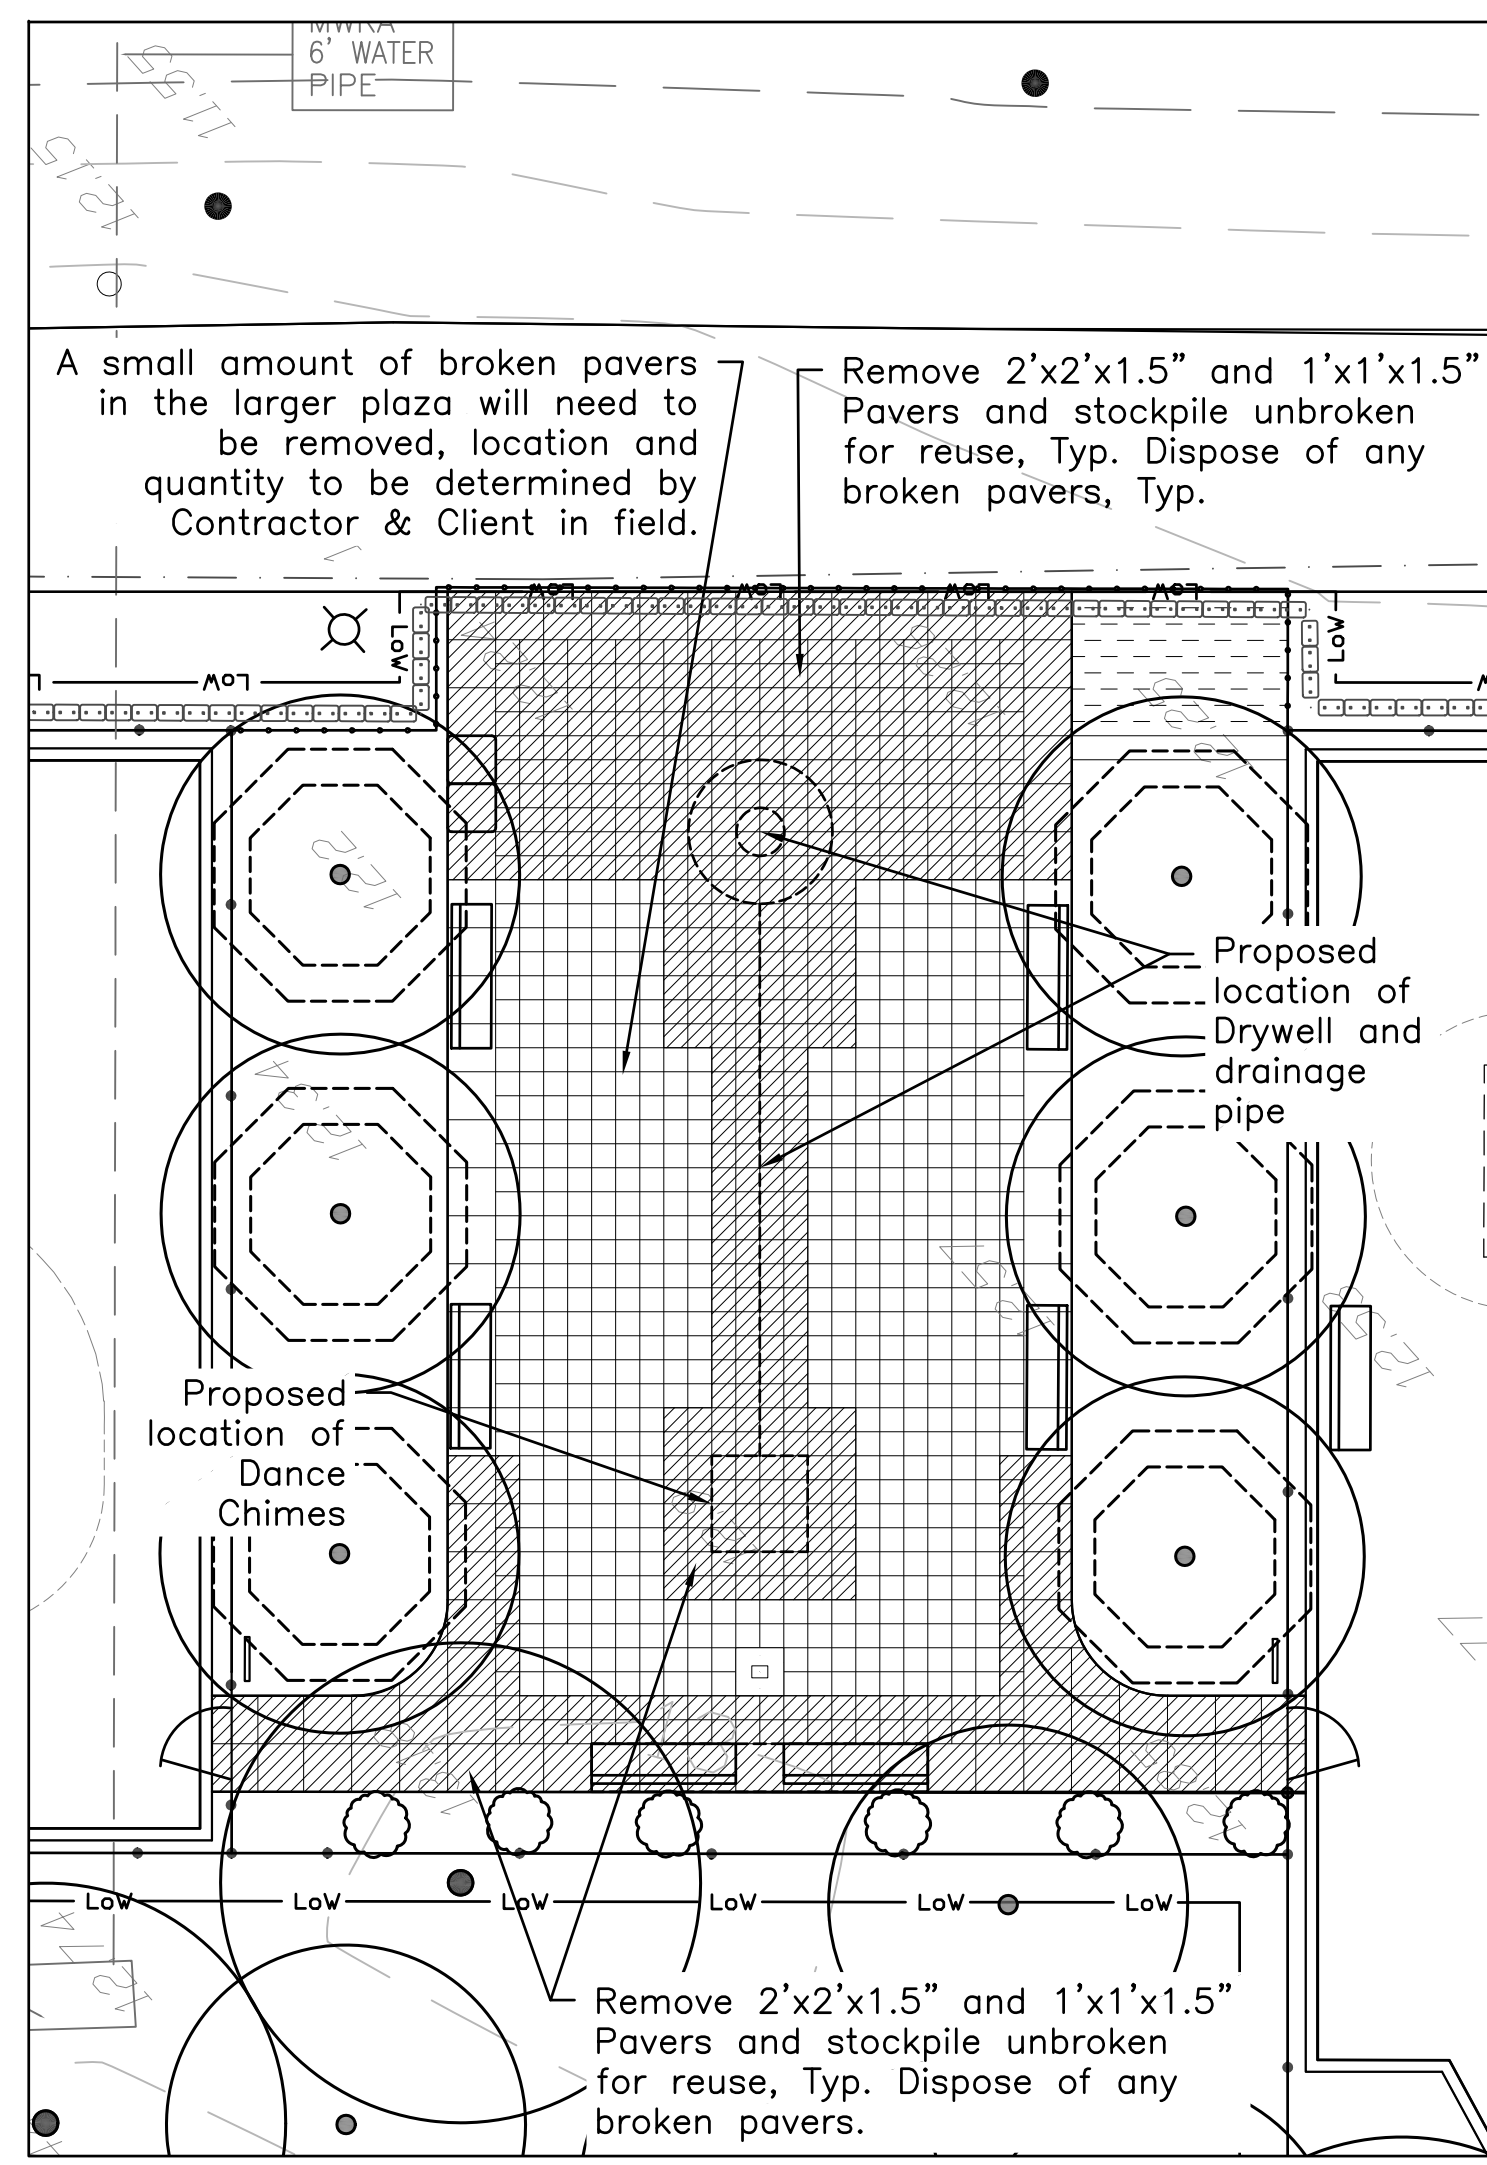 MWRA
6' WATER
PIPE
11.53
12.15
A small amount of broken pavers
in the larger plaza will need to
be removed, location and
quantity to be determined by
Contractor & Client in field.
Remove 2'x2'x1.5" and 1'x1'x1.5"
Pavers and stockpile unbroken
for reuse, Typ. Dispose of any
broken pavers, Typ.
LoW
LoW
LoW
LoW
LoW
LoW
LoW
Proposed
location of
Drywell and
drainage
pipe
Proposed
location of
Dance
Chimes
LoW
LoW
LoW
LoW
LoW
LoW
Remove 2'x2'x1.5" and 1'x1'x1.5"
Pavers and stockpile unbroken
for reuse, Typ. Dispose of any
broken pavers.